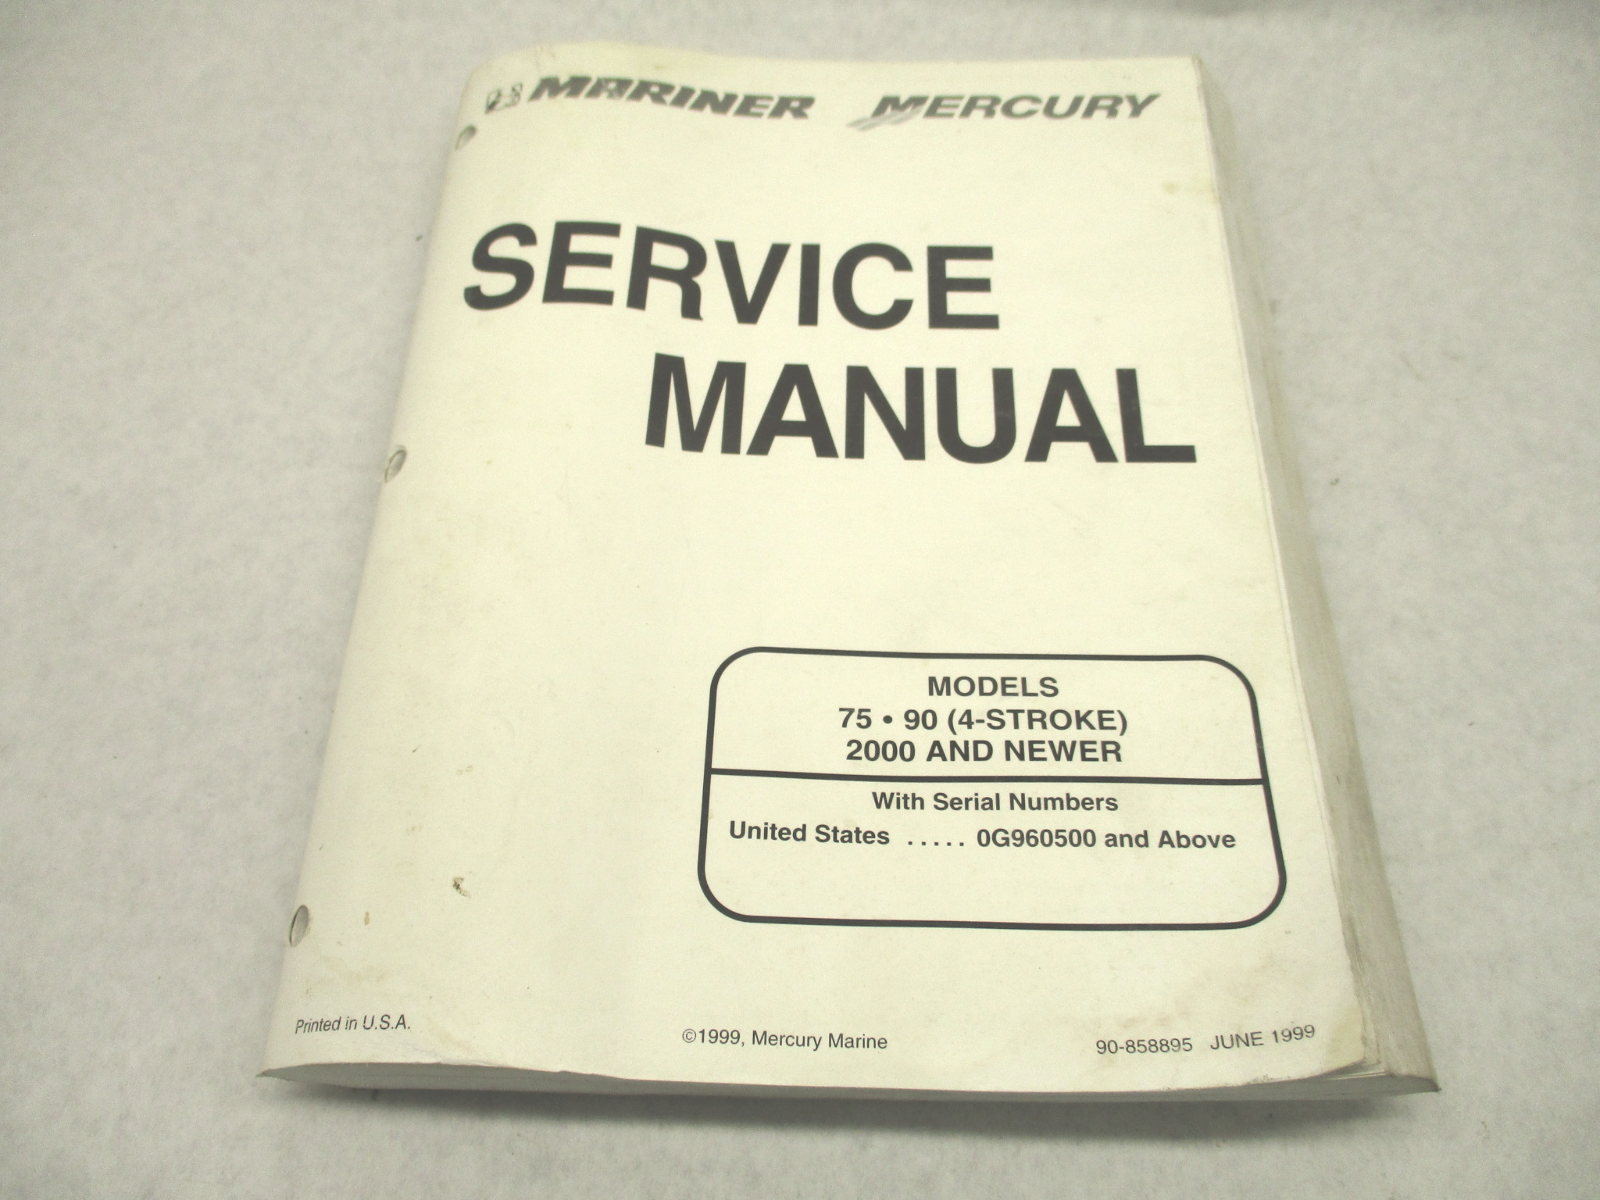 MARINER MERCURY
SERVICE
MANUAL
MODELS
75 • 90 (4-STROKE)
2000 AND NEWER
With Serial Numbers
United States ..... 0G960500 and Above
Printed in U.S.A.
©1999, Mercury Marine
90-858895 JUNE 1999